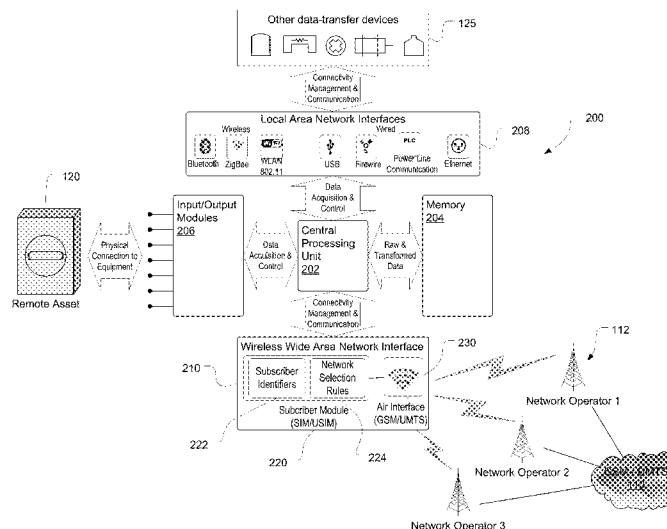 Other data-transfer devices
125
Connectivity
Management &
Communication
Local Area Network Interfaces
Wireless
Wired
PLC
Bluetooth
ZigBee
WLAN
802.11
USB
Firewire
Power Line
Communication
Ethernet
208
200
120
Remote Asset
Physical
Connection to
Equipment
Input/Output
Modules
206
Data
Acquisition
& Control
Data
Acquisition
& Control
Central
Processing
Unit
202
Raw &
Transformed
Data
Memory
204
Connectivity
Management &
Communication
Wireless Wide Area Network Interface
210
Subscriber
Identifiers
Network
Selection
Rules
230
222
Subcriber Module
(SIM/USIM)
Air Interface
(GSM/UMTS)
220
224
112
Network Operator 1
Network Operator 2
Network Operator 3